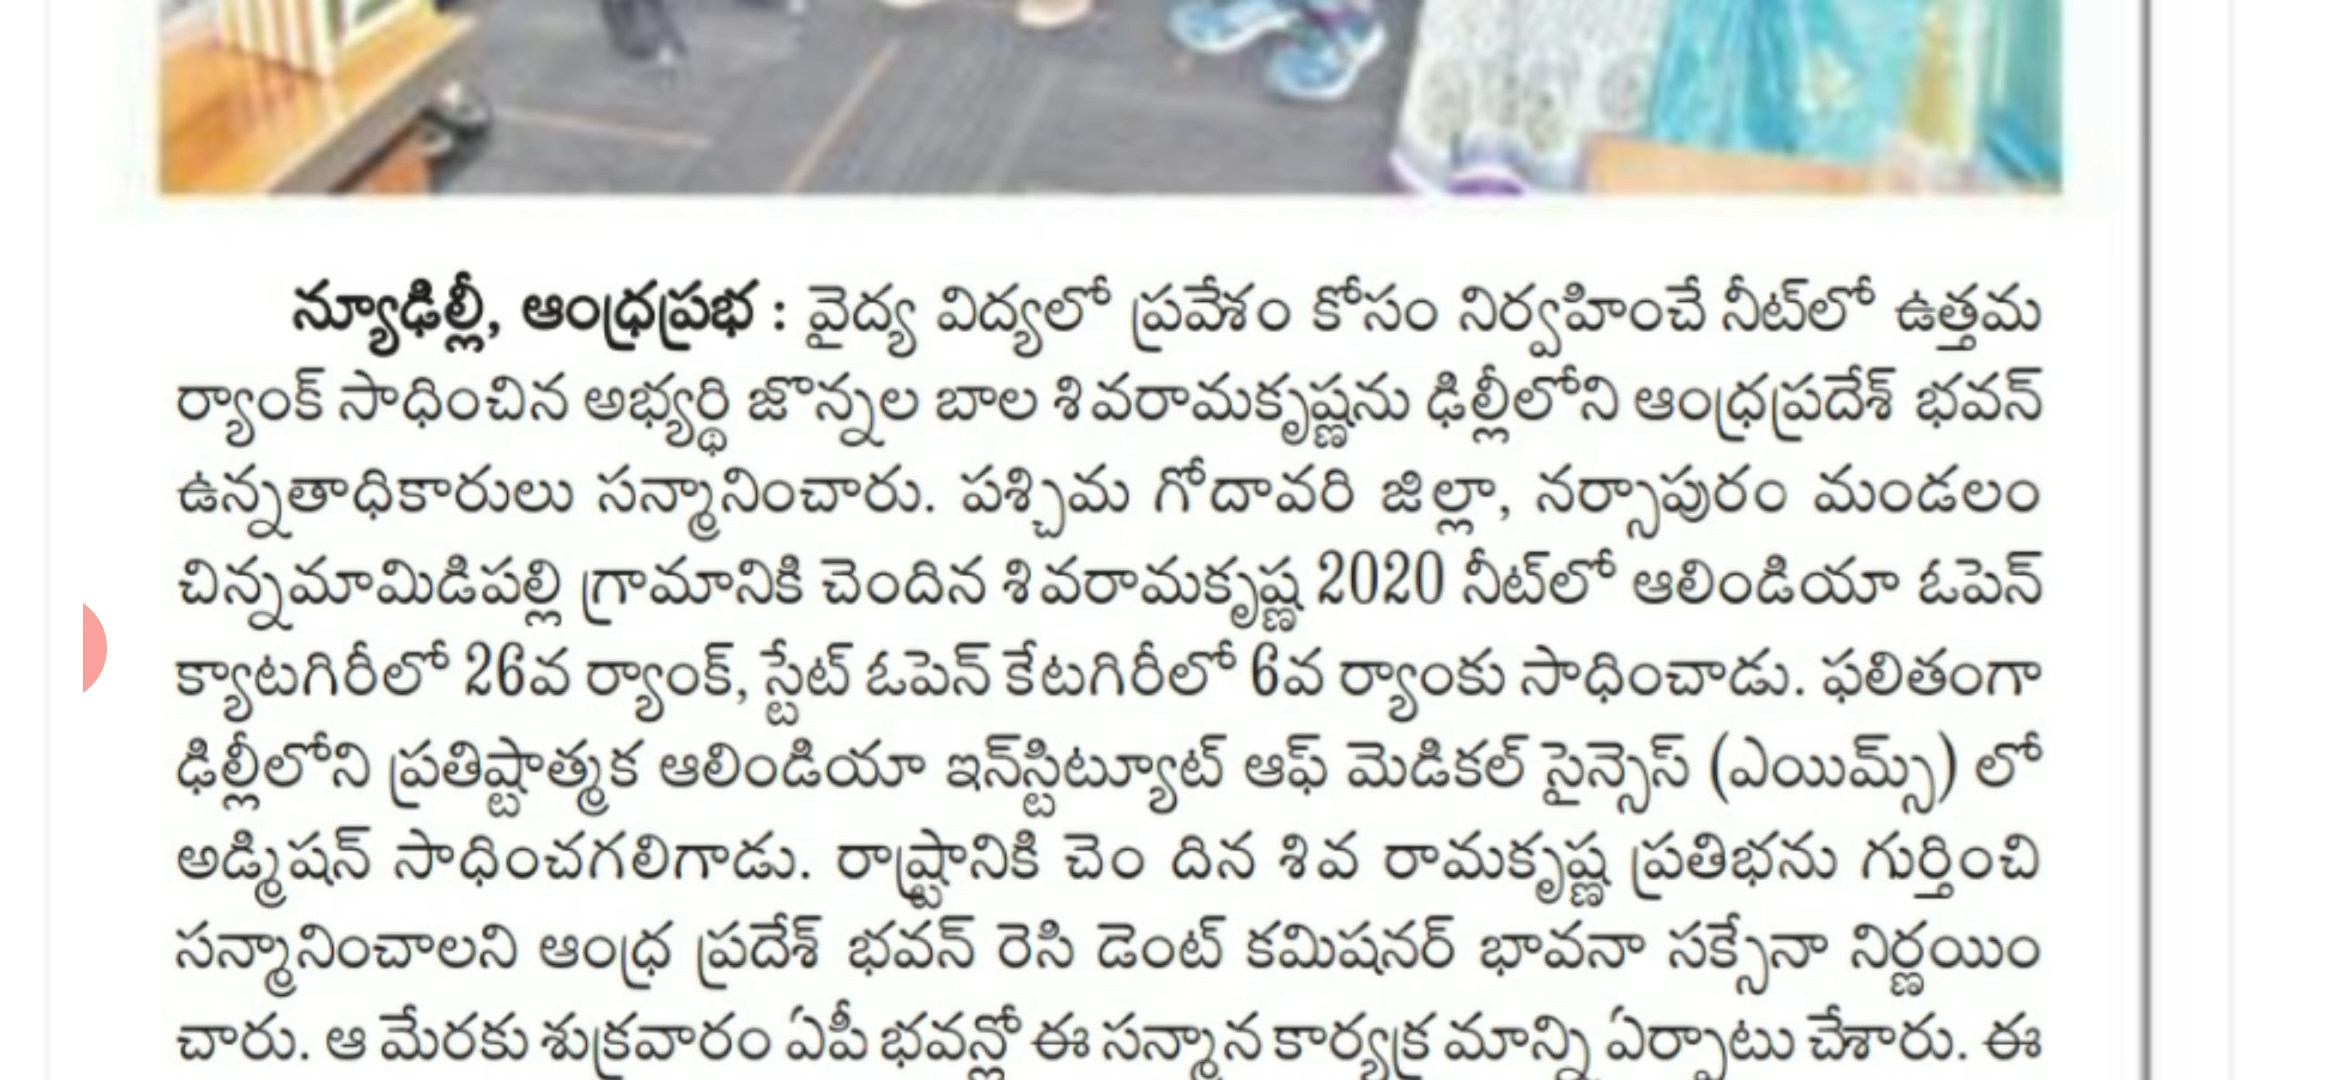 న్యూఢిల్లీ, ఆంధ్రప్రభ : వైద్య విద్యలో ప్రవేశం కోసం నిర్వహించే నీట్‌లో ఉత్తమ
ర్యాంక్ సాధించిన అభ్యర్థి జొన్నల బాల శివరామకృష్ణను ఢిల్లీలోని ఆంధ్రప్రదేశ్ భవన్
ఉన్నతాధికారులు సన్మానించారు. పశ్చిమ గోదావరి జిల్లా, నర్సాపురం మండలం
చిన్నమామిడిపల్లి గ్రామానికి చెందిన శివరామకృష్ణ 2020 నీట్‌లో ఆలిండియా ఓపెన్
క్యాటగిరీలో 26వ ర్యాంక్, స్టేట్ ఓపెన్ కేటగిరీలో 6వ ర్యాంకు సాధించాడు. ఫలితంగా
ఢిల్లీలోని ప్రతిష్టాత్మక ఆలిండియా ఇన్‌స్టిట్యూట్ ఆఫ్ మెడికల్ సైన్సెస్ (ఎయిమ్స్) లో
అడ్మిషన్ సాధించగలిగాడు. రాష్ట్రానికి చెం దిన శివ రామకృష్ణ ప్రతిభను గుర్తించి
సన్మానించాలని ఆంధ్ర ప్రదేశ్ భవన్ రెసి డెంట్ కమిషనర్ భావనా సక్సేనా నిర్ణయిం
చారు. ఆ మేరకు శుక్రవారం ఏపీ భవన్లో ఈ సన్మాన కార్యక్ర మాన్ని ఏర్పాటు చేశారు. ఈ